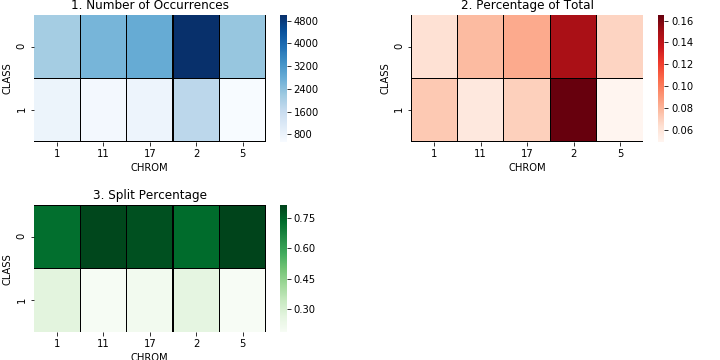 1. Number of Occurrences
CLASS
0
1
1 11 17 2 5
CHROM
4800
4000
3200
2400
1600
800
2. Percentage of Total
CLASS
0
1
1 11 17 2 5
CHROM
0.16
0.14
0.12
0.10
0.08
0.06
3. Split Percentage
CLASS
0
1
1 11 17 2 5
CHROM
0.75
0.60
0.45
0.30